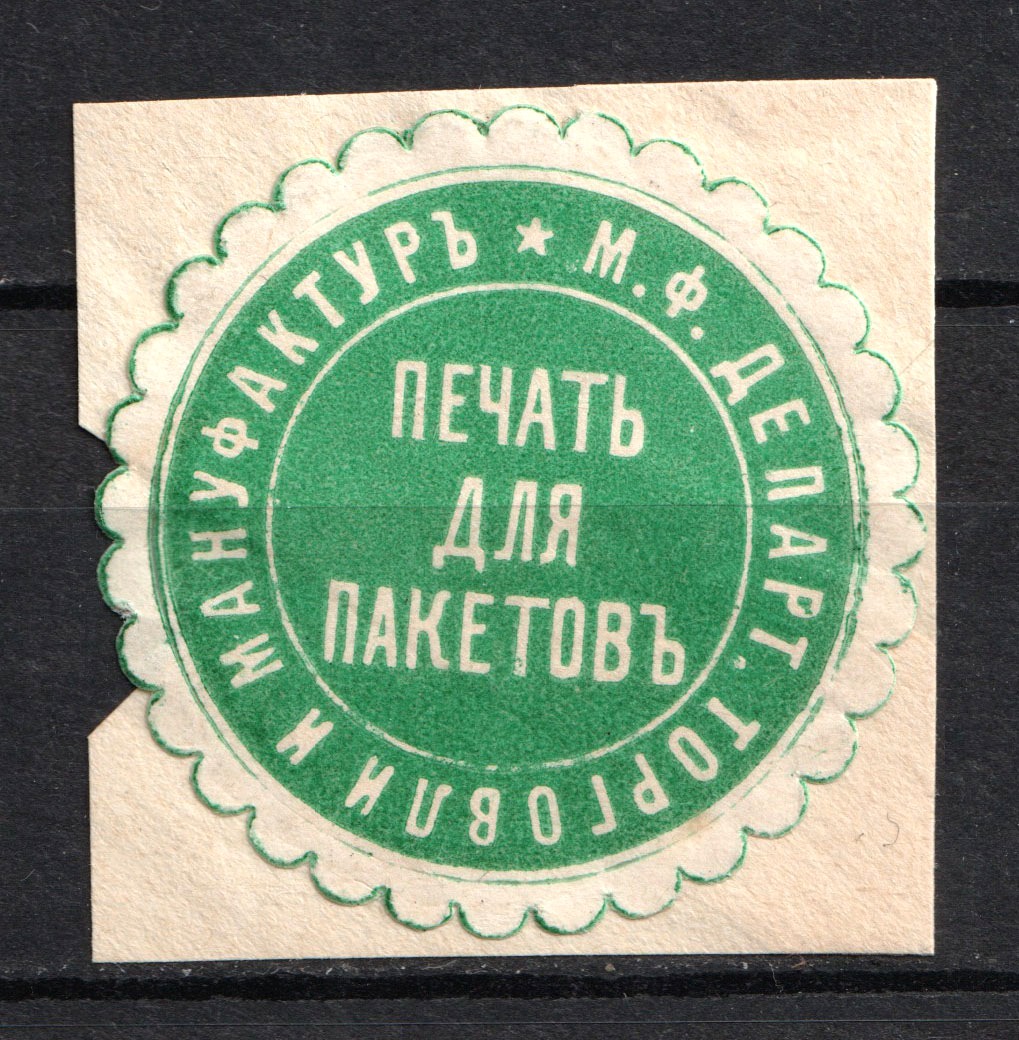 ★ М. Ф. ДЕПАРТ. ТОРГОВЛИ И МАНУФАКТУРЪ
ПЕЧАТЬ
ДЛЯ
ПАКЕТОВЪ